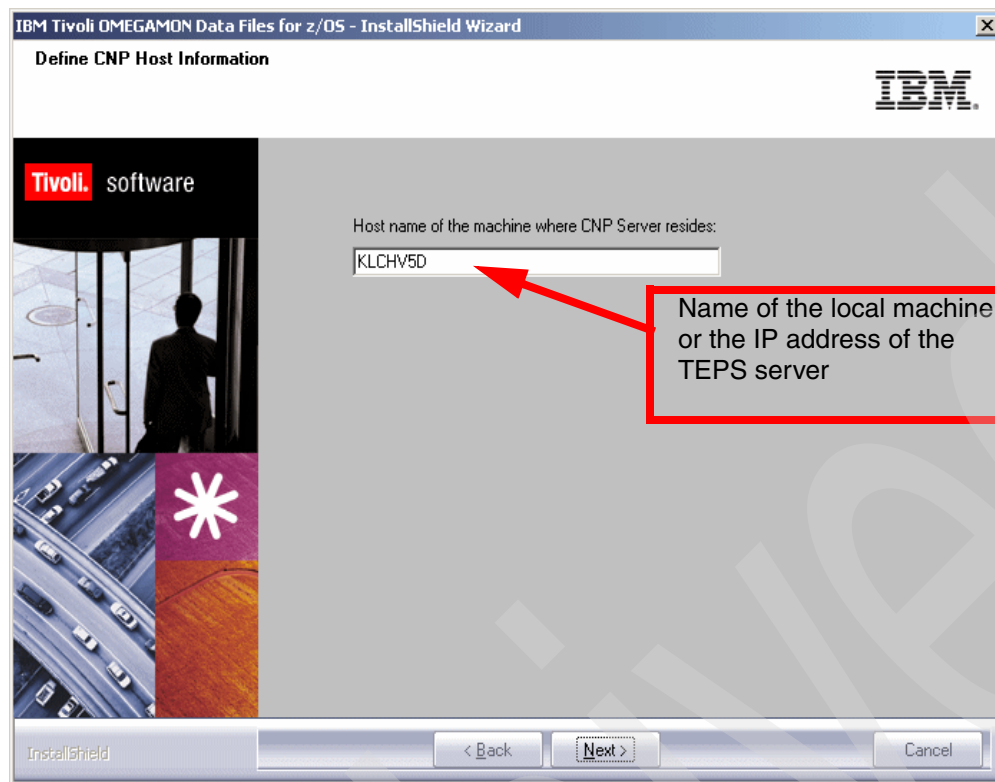 IBM Tivoli OMEGAMON Data Files for z/OS - InstallShield Wizard
Define CNP Host Information
IBM.
Tivoli. software
Host name of the machine where CNP Server resides:
KLCHV5D
Name of the local machine
or the IP address of the
TEPS server
InstallShield
< Back
Next >
Cancel